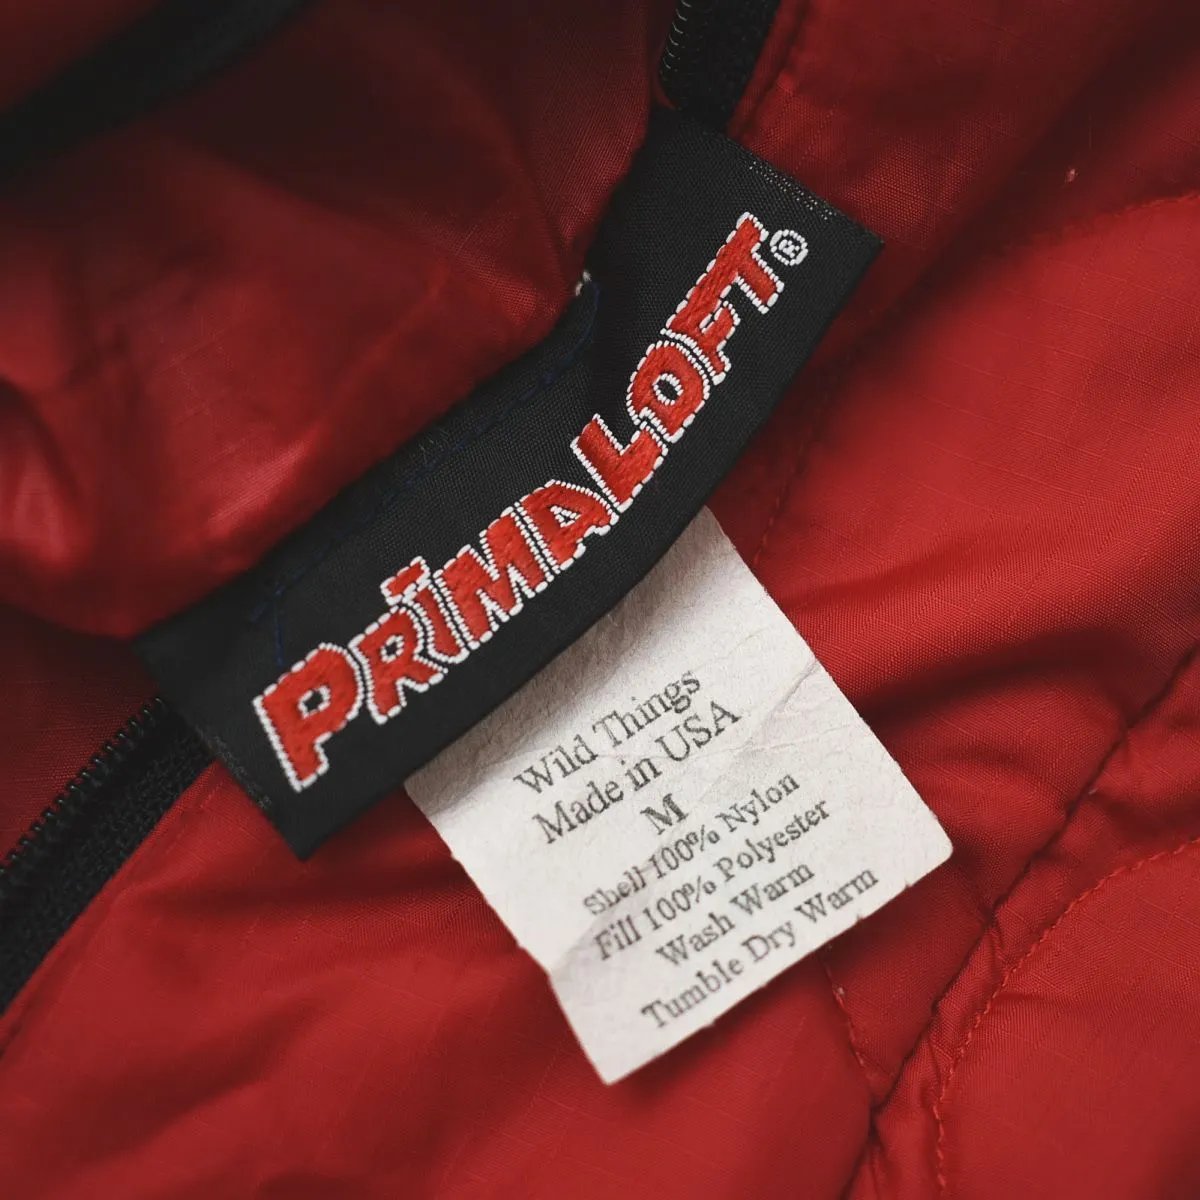 PRIMALOFT®
Wild Things
Made in USA
M
Shell 100% Nylon
Fill 100% Polyester
Wash Warm
Tumble Dry Warm